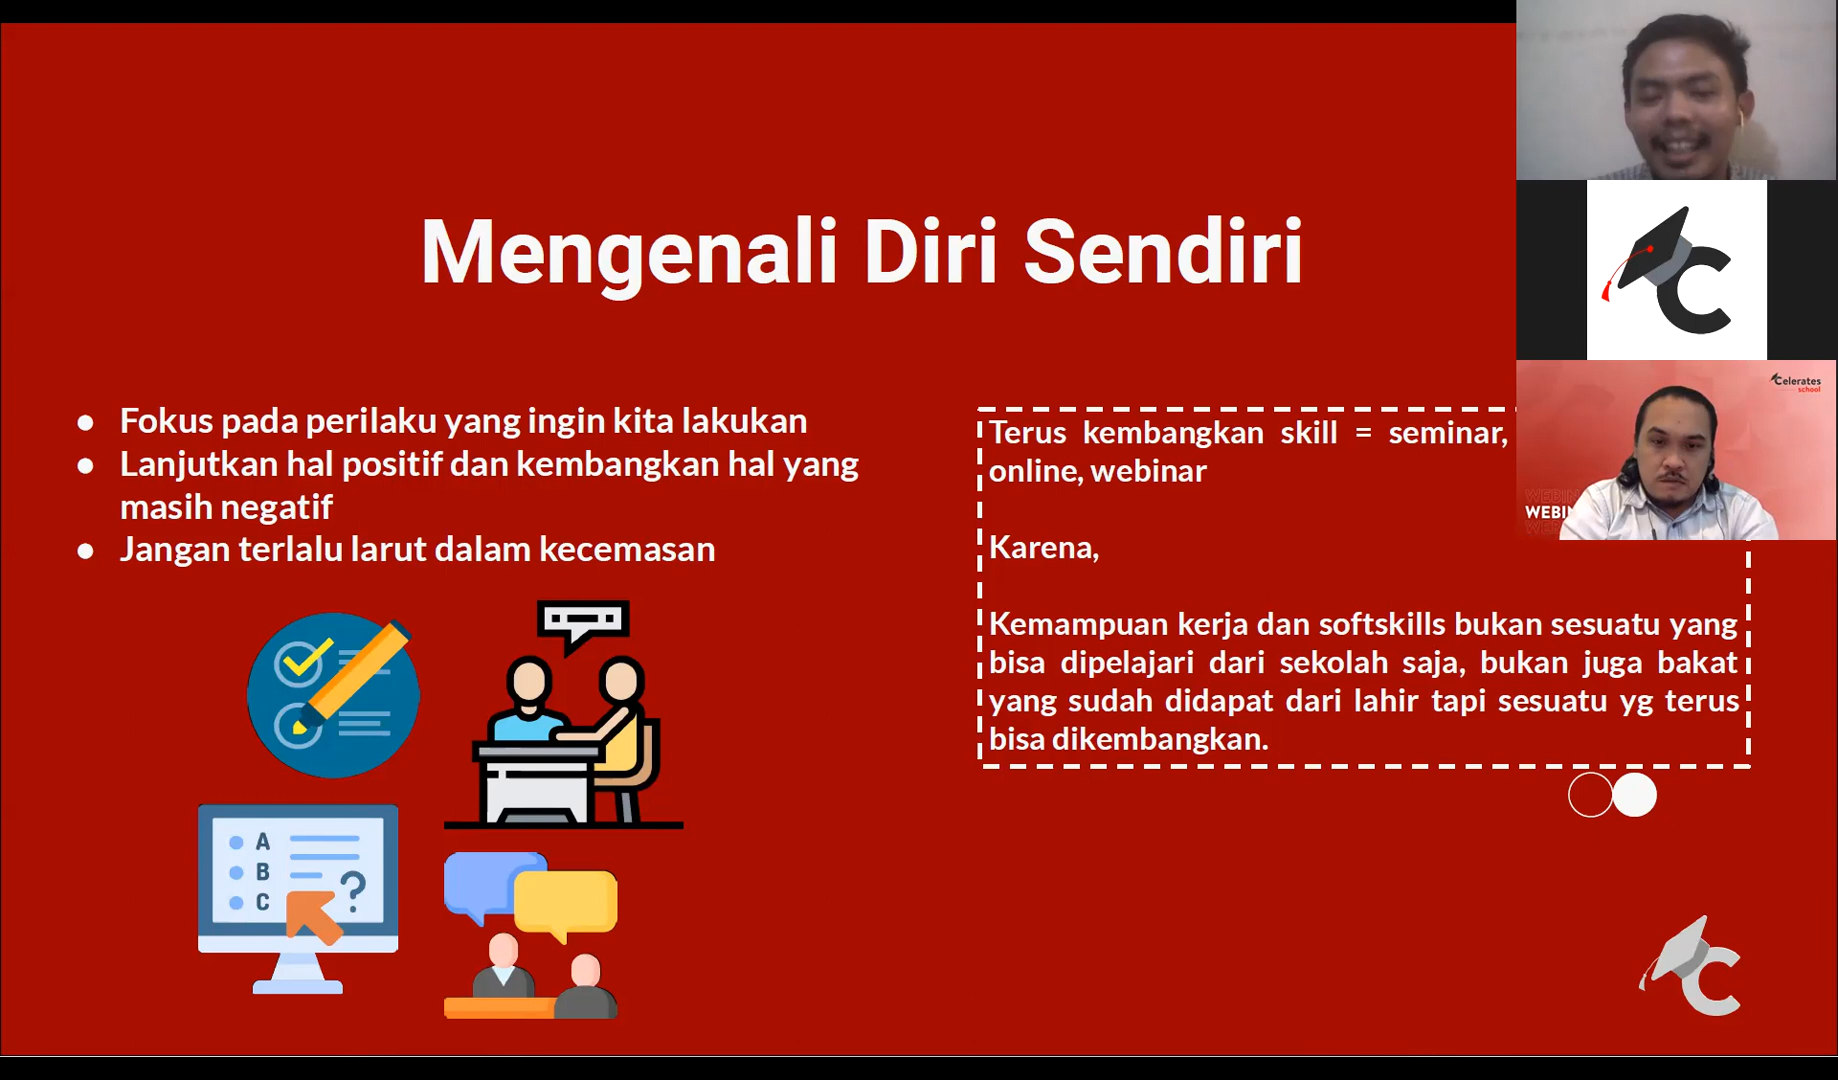 Mengenali Diri Sendiri
● Fokus pada perilaku yang ingin kita lakukan
● Lanjutkan hal positif dan kembangkan hal yang
masih negatif
● Jangan terlalu larut dalam kecemasan
Terus kembangkan skill = seminar,
online, webinar
Karena,
Kemampuan kerja dan softskills bukan sesuatu yang
bisa dipelajari dari sekolah saja, bukan juga bakat
yang sudah didapat dari lahir tapi sesuatu yg terus
bisa dikembangkan.
A
B
C
?
C
Celerates
school
WEBIN
WEBIN
C